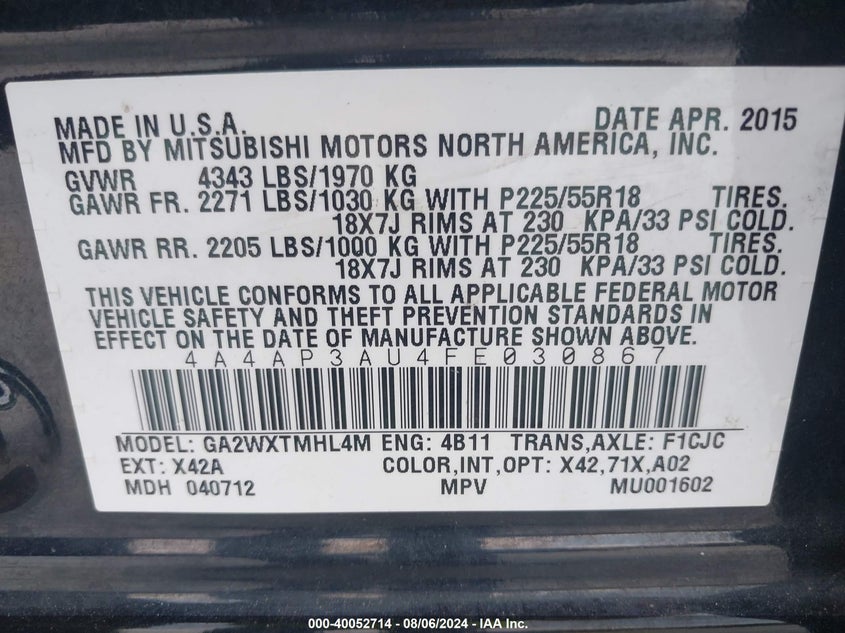 MADE IN U.S.A. DATE APR. 2015
MFD BY MITSUBISHI MOTORS NORTH AMERICA, INC.
GVWR 4343 LBS/1970 KG
GAWR FR. 2271 LBS/1030 KG WITH P225/55R18 TIRES.
18X7J RIMS AT 230 KPA/33 PSI COLD.
GAWR RR. 2205 LBS/1000 KG WITH P225/55R18 TIRES.
18X7J RIMS AT 230 KPA/33 PSI COLD.
THIS VEHICLE CONFORMS TO ALL APPLICABLE FEDERAL MOTOR
VEHICLE SAFETY AND THEFT PREVENTION STANDARDS IN
EFFECT ON THE DATE OF MANUFACTURE SHOWN ABOVE.
4A4AP3AU4FE030867
MODEL: GA2WXTMHL4M ENG: 4B11 TRANS,AXLE: F1CJC
EXT: X42A COLOR,INT,OPT: X42,71X,A02
MDH 040712 MPV MU001602
000-40052714 - 08/06/2024 - IAA Inc.